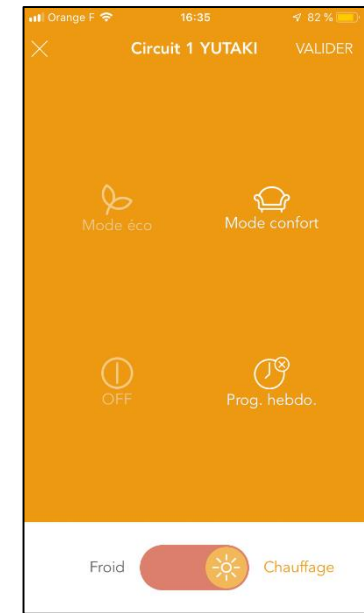 Orange F 16:35 82 %
Circuit 1 YUTAKI VALIDER
Mode éco Mode confort
OFF Prog. hebdo.
Froid Chauffage